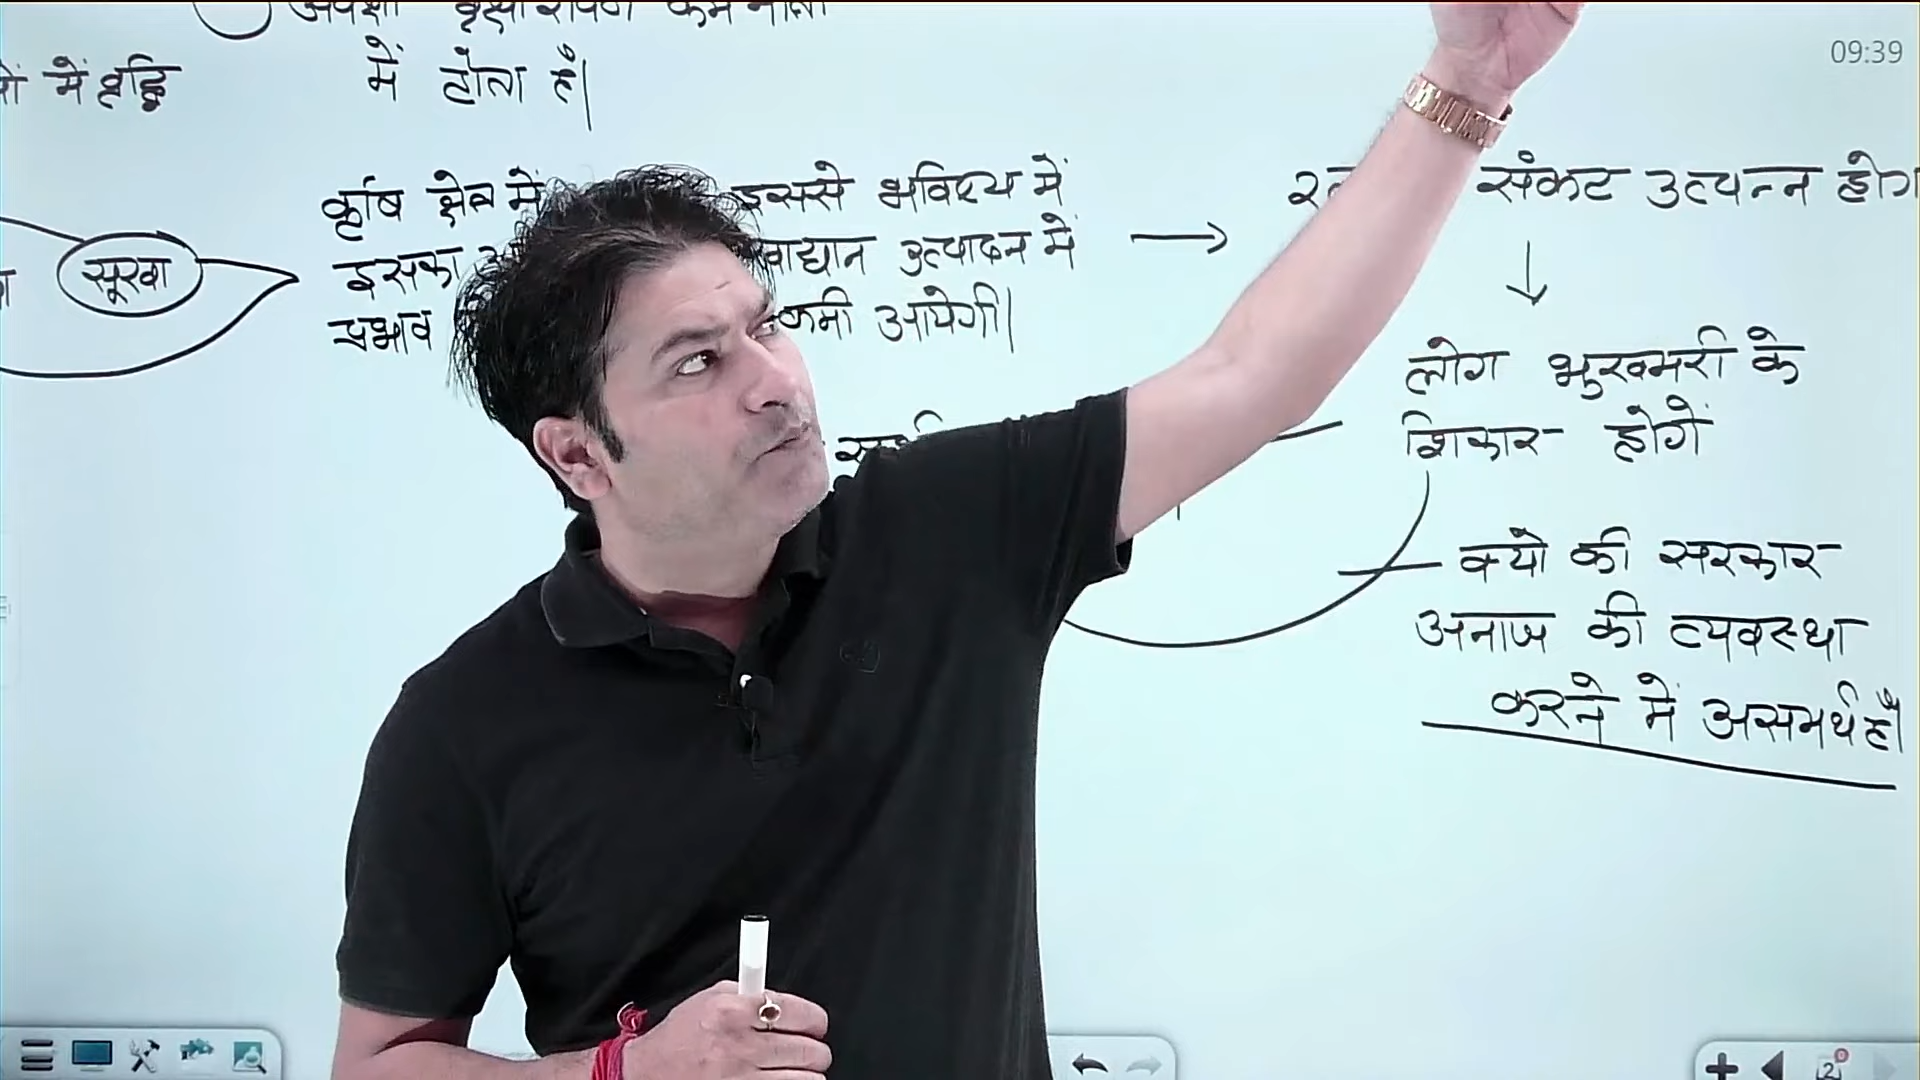 09:39
में होता है।
में वृद्धि
कृषि क्षेत्र में
इसका
प्रभाव
सूखा
इससे भविष्य में
खाद्यान उत्पादन में
कमी आयेगी।
→
संकट उत्पन्न होग
↓
लोग भुखमरी के
शिकार होगें
क्यो की सरकार
अनाज की व्यवस्था
करने में असमर्थ है।
2